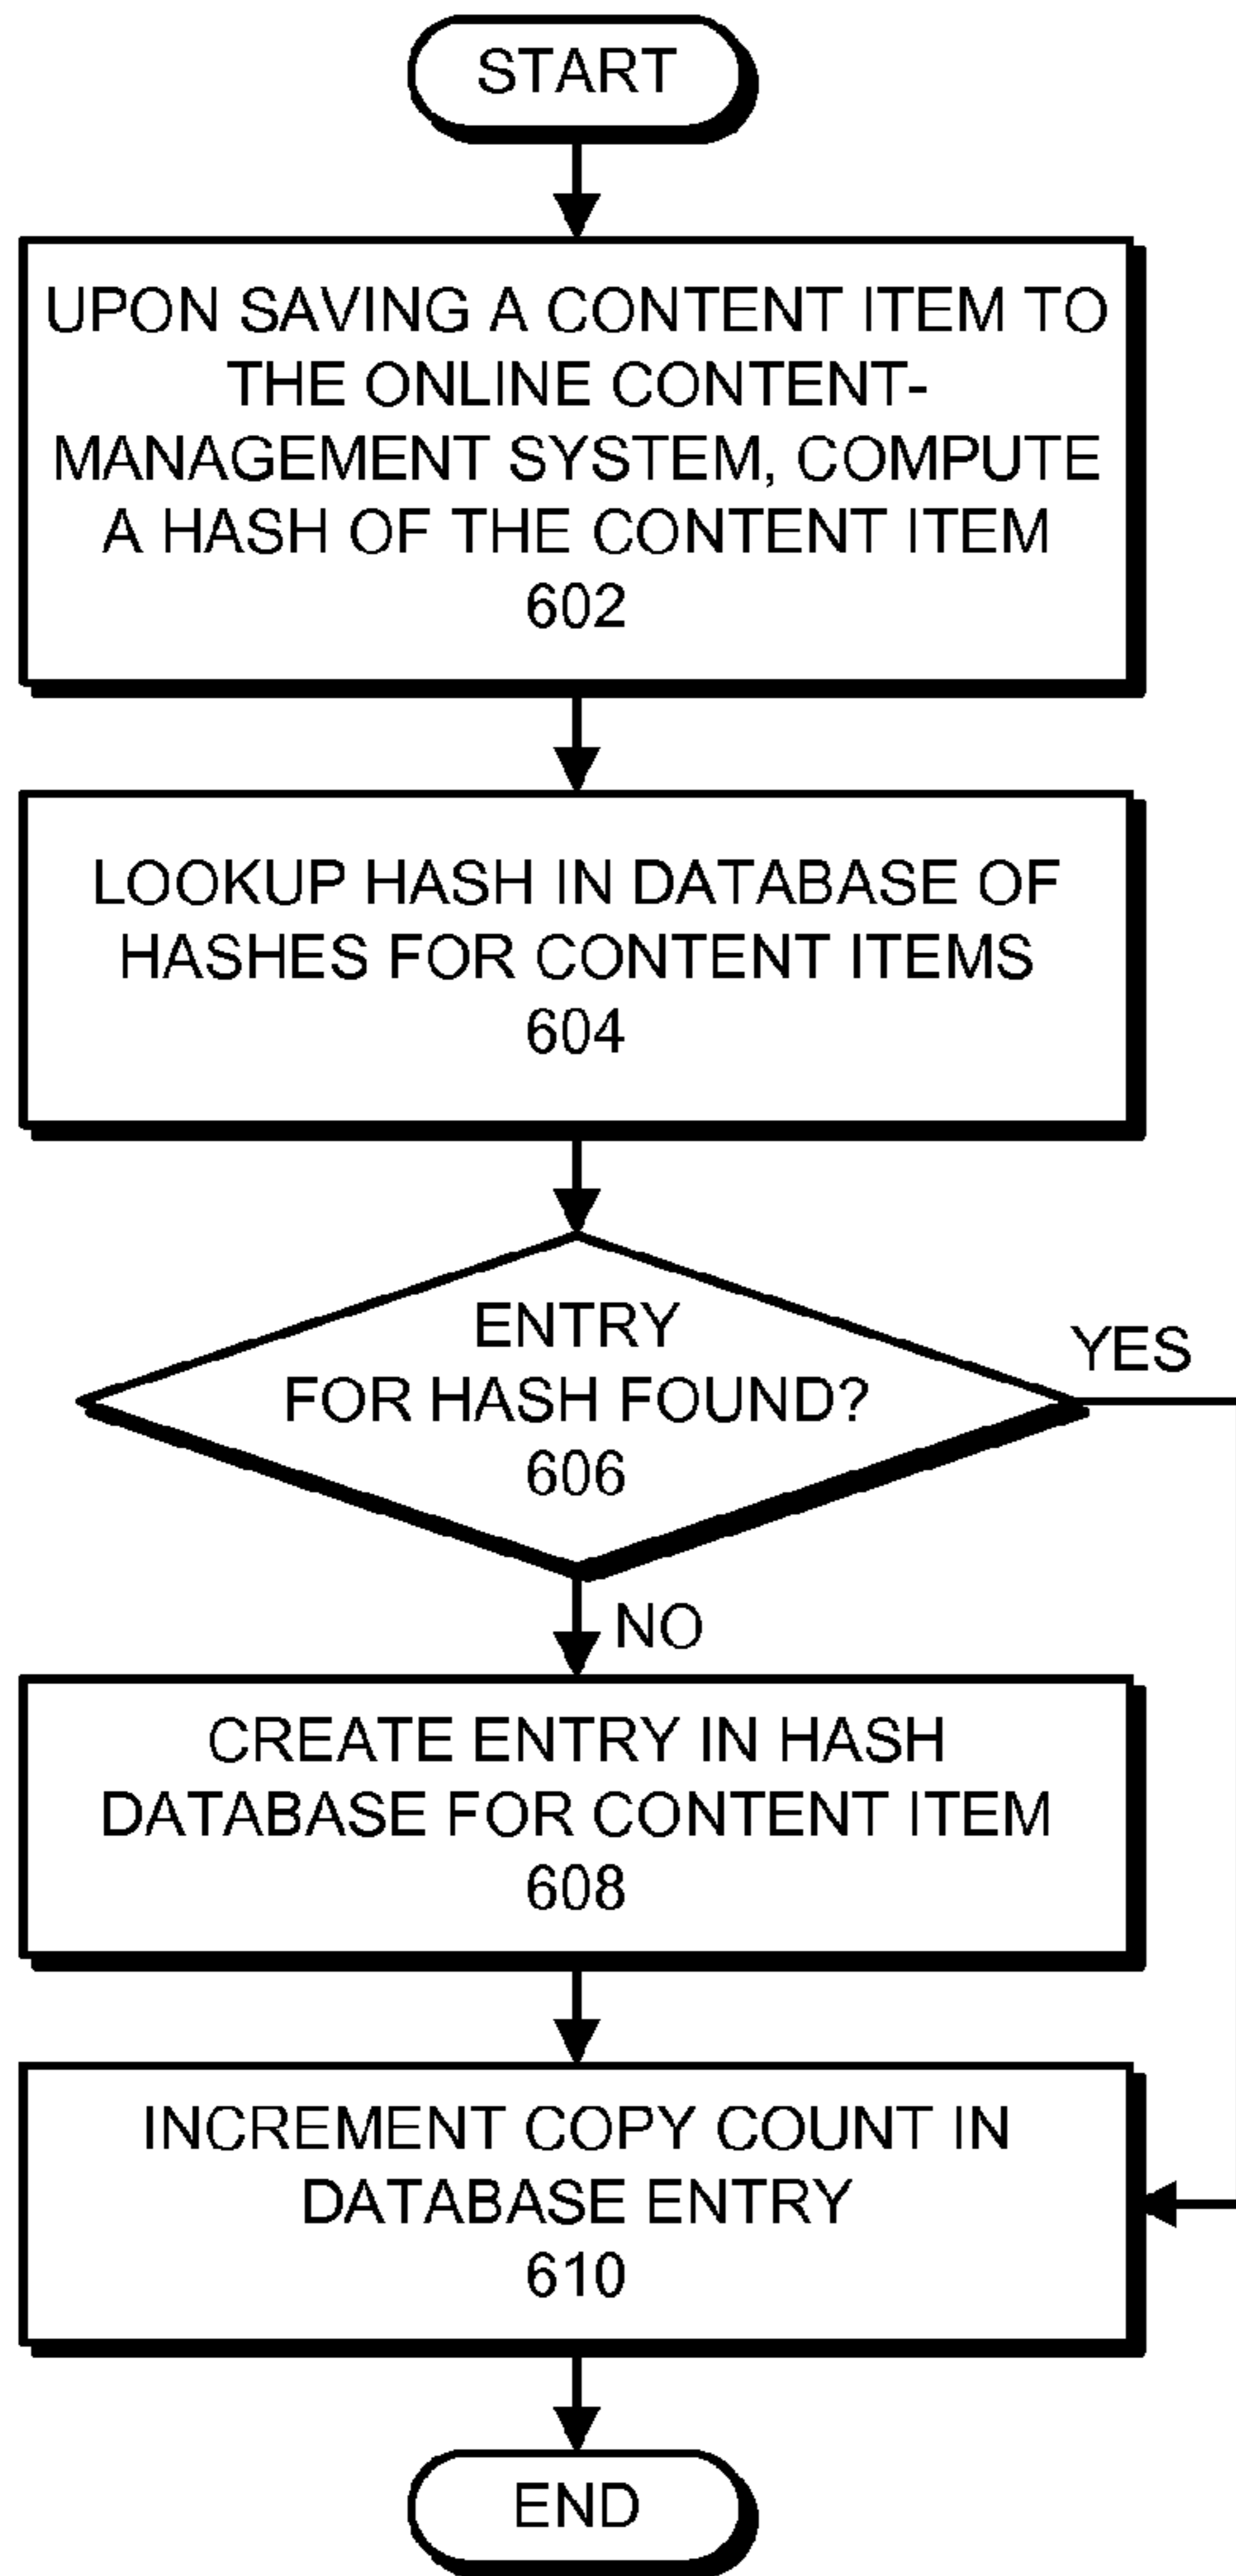 START
UPON SAVING A CONTENT ITEM TO
THE ONLINE CONTENT-
MANAGEMENT SYSTEM, COMPUTE
A HASH OF THE CONTENT ITEM
602
LOOKUP HASH IN DATABASE OF
HASHES FOR CONTENT ITEMS
604
ENTRY
FOR HASH FOUND?
606
YES
NO
CREATE ENTRY IN HASH
DATABASE FOR CONTENT ITEM
608
INCREMENT COPY COUNT IN
DATABASE ENTRY
610
END